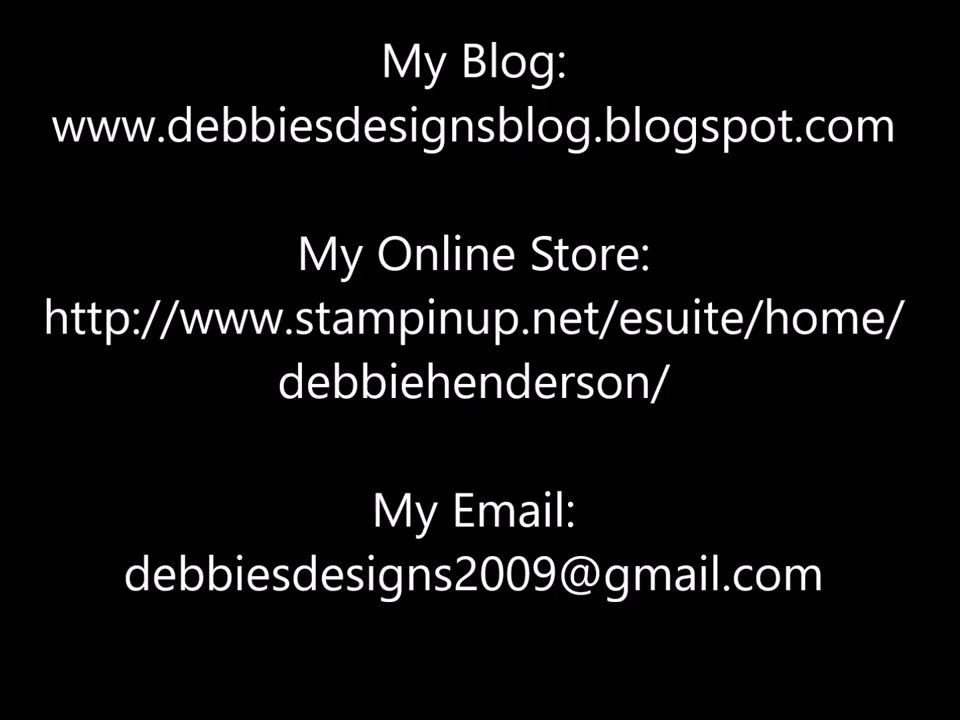 My Blog:
www.debbiesdesignsblog.blogspot.com
My Online Store:
http://www.stampinup.net/esuite/home/
debbiehenderson/
My Email:
debbiesdesigns2009@gmail.com